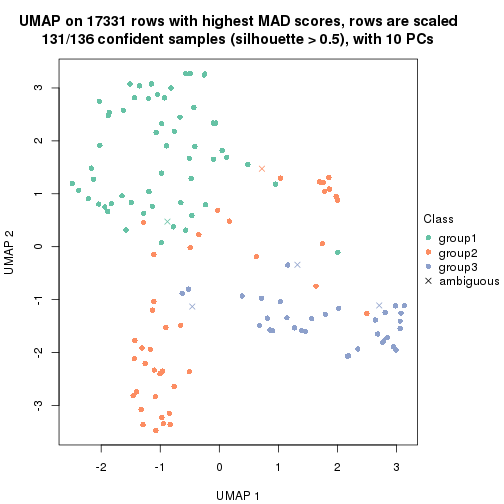 UMAP on 17331 rows with highest MAD scores, rows are scaled
131/136 confident samples (silhouette > 0.5), with 10 PCs
3
2
1
0
-1
-2
-3
UMAP 2
-2 -1 0 1 2 3
UMAP 1
Class
group1
group2
group3
ambiguous